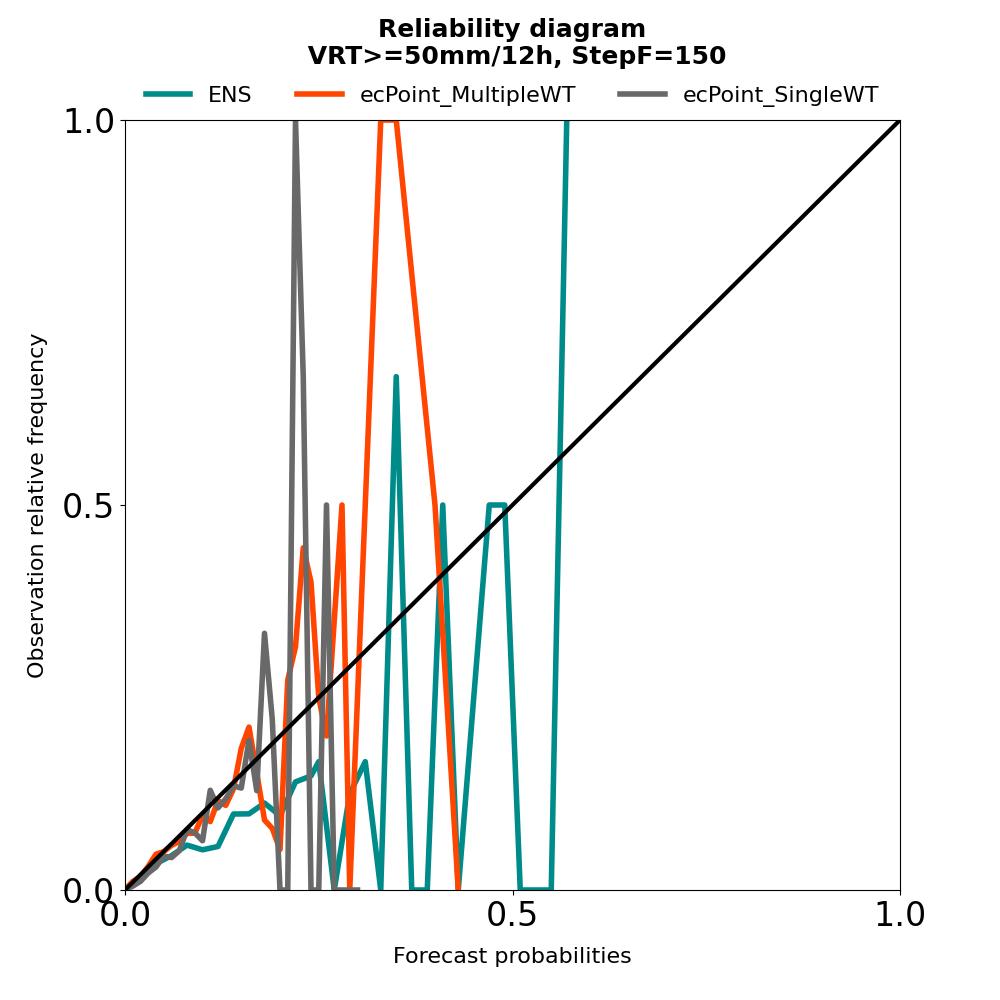 Reliability diagram
VRT>=50mm/12h, StepF=150
ENS ecPoint_MultipleWT ecPoint_SingleWT
1.0
0.5
0.0
Observation relative frequency
0.0 0.5 1.0
Forecast probabilities